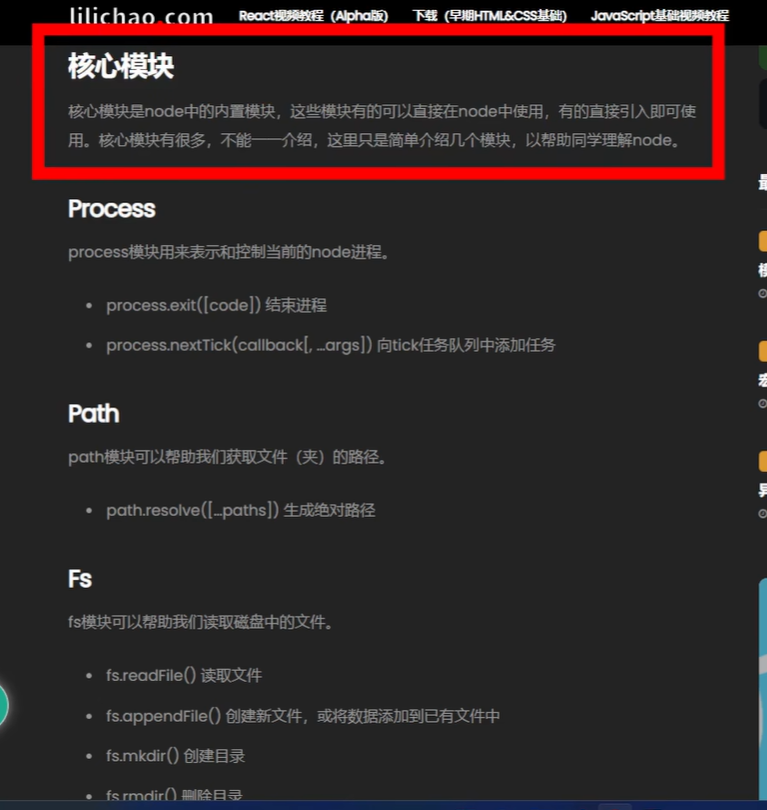 lilichao.com React视频教程（Alpha版） 下载（早期HTML&CSS基础） JavaScript基础视频教程
核心模块
核心模块是node中的内置模块，这些模块有的可以直接在node中使用，有的直接引入即可使
用。核心模块有很多，不能一一介绍，这里只是简单介绍几个模块，以帮助同学理解node。
Process
process模块用来表示和控制当前的node进程。
• process.exit([code]) 结束进程
• process.nextTick(callback[, …args]) 向tick任务队列中添加任务
Path
path模块可以帮助我们获取文件（夹）的路径。
• path.resolve([…paths]) 生成绝对路径
Fs
fs模块可以帮助我们读取磁盘中的文件。
• fs.readFile() 读取文件
• fs.appendFile() 创建新文件，或将数据添加到已有文件中
• fs.mkdir() 创建目录
• fs.rmdir() 删除目录